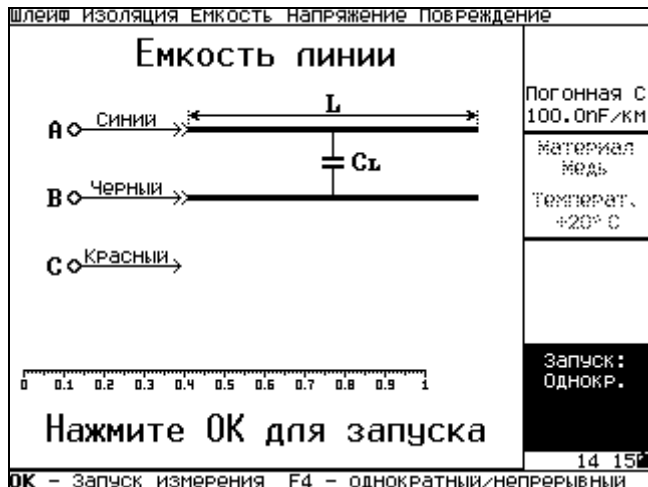 Шлейф Изоляция Емкость Напряжение Повреждение
Емкость линии
L
A Синий
CL
B Черный
C Красный
0 0.1 0.2 0.3 0.4 0.5 0.6 0.7 0.8 0.9 1
Нажмите ОК для запуска
Погонная С
100.0nF/км
Материал
Медь
Температ.
+20° C
Запуск:
Однокр.
14 15
ОК - Запуск измерения F4 - однократный/непрерывный